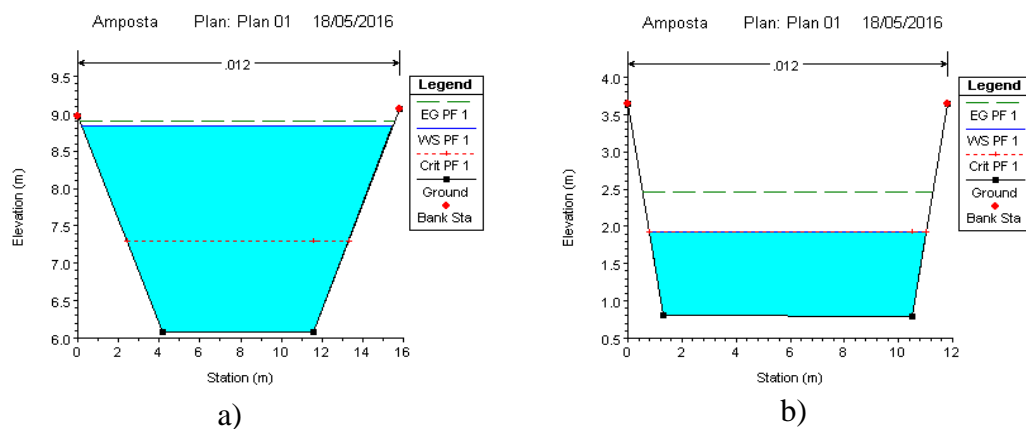 Amposta Plan: Plan 01 18/05/2016
.012
9.5
9.0
8.5
8.0
7.5
7.0
6.5
6.0
Elevation (m)
0 2 4 6 8 10 12 14 16
Station (m)
Legend
EG PF 1
WS PF 1
Crit PF 1
Ground
Bank Sta
a)
Amposta Plan: Plan 01 18/05/2016
.012
4.0
3.5
3.0
2.5
2.0
1.5
1.0
0.5
Elevation (m)
0 2 4 6 8 10 12
Station (m)
Legend
EG PF 1
WS PF 1
Crit PF 1
Ground
Bank Sta
b)